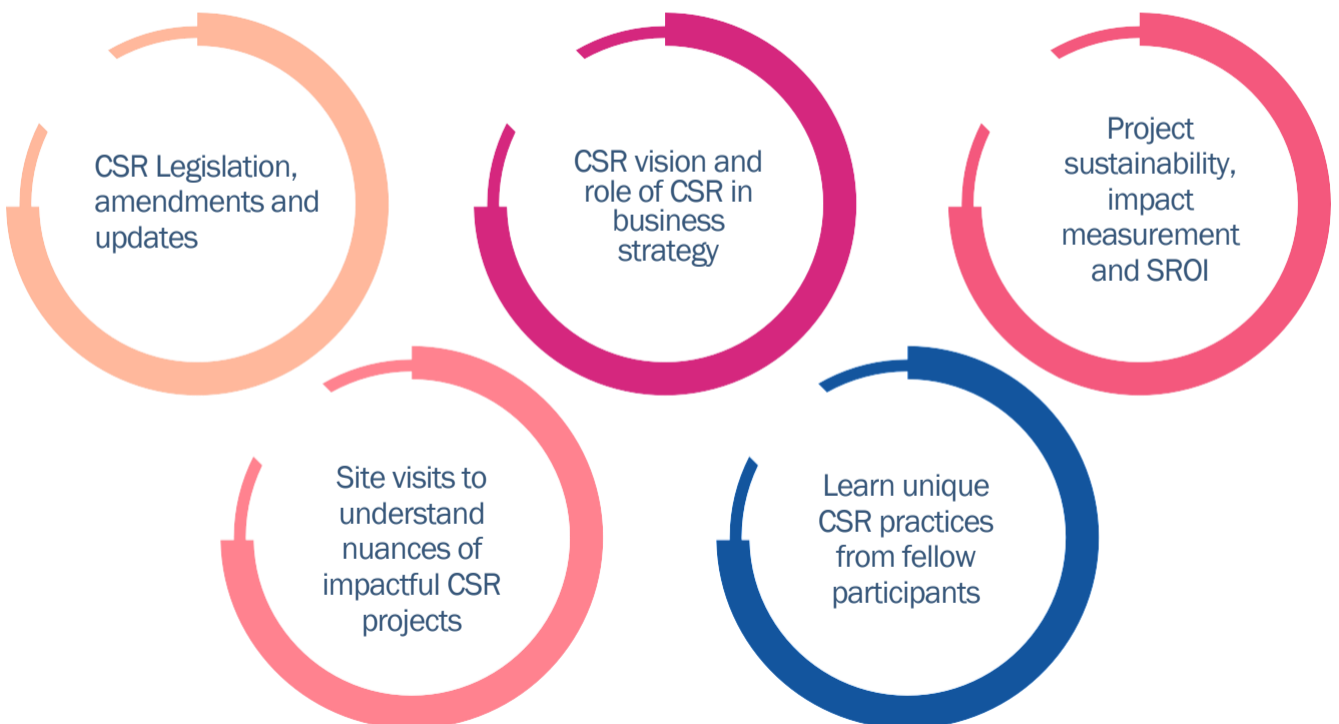 CSR Legislation,
amendments and
updates
CSR vision and
role of CSR in
business
strategy
Project
sustainability,
impact
measurement
and SROI
Site visits to
understand
nuances of
impactful CSR
projects
Learn unique
CSR practices
from fellow
participants